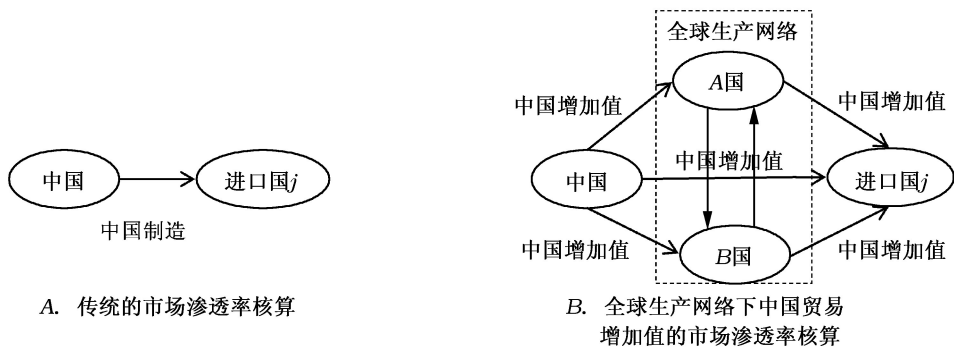 中国
进口国j
中国制造
A. 传统的市场渗透率核算
全球生产网络
A国
中国增加值
中国增加值
中国增加值
中国
进口国j
B国
中国增加值
中国增加值
B. 全球生产网络下中国贸易
增加值的市场渗透率核算